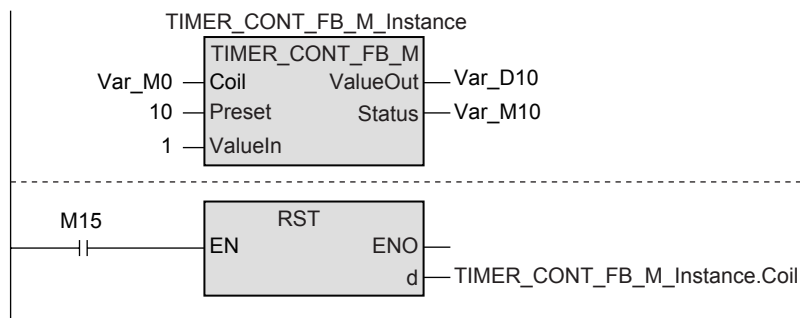 TIMER_CONT_FB_M_Instance
TIMER_CONT_FB_M
Var_M0 Coil ValueOut Var_D10
10 Preset Status Var_M10
1 ValueIn
M15 RST
EN ENO
d TIMER_CONT_FB_M_Instance.Coil